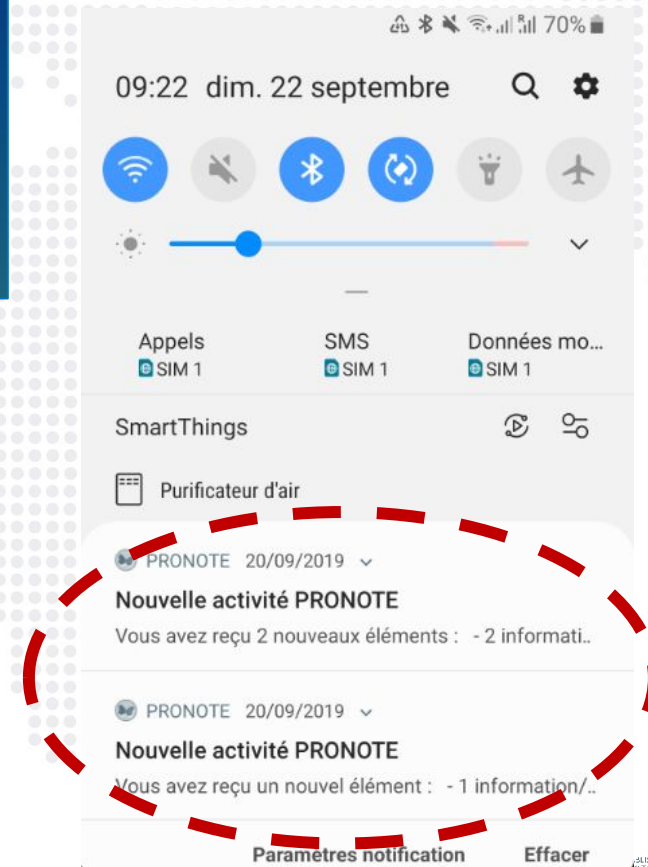 70%
09:22 dim. 22 septembre
Appels SMS Données mo...
SIM 1 SIM 1 SIM 1
SmartThings
Purificateur d'air
PRONOTE 20/09/2019
Nouvelle activité PRONOTE
Vous avez reçu 2 nouveaux éléments : - 2 informati..
PRONOTE 20/09/2019
Nouvelle activité PRONOTE
Vous avez reçu un nouvel élément : - 1 information/..
Paramètres notification Effacer